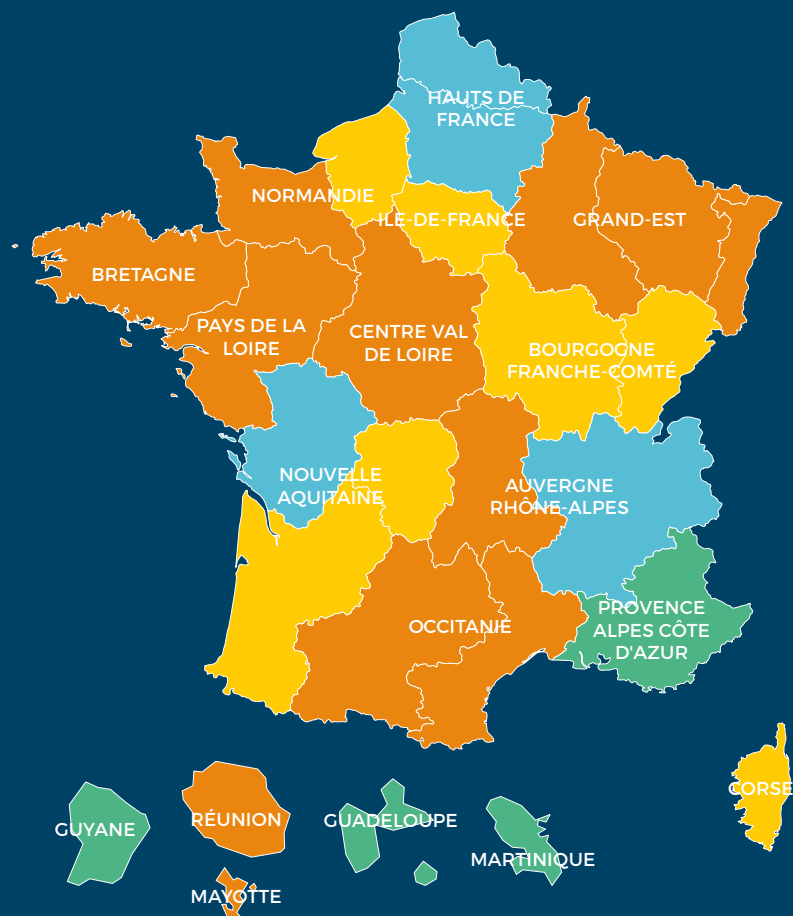 HAUTS DE
FRANCE
NORMANDIE
ILE-DE-FRANCE
GRAND-EST
BRETAGNE
PAYS DE LA
LOIRE
CENTRE VAL
DE LOIRE
BOURGOGNE
FRANCHE-COMTÉ
NOUVELLE
AQUITAINE
AUVERGNE
RHÔNE-ALPES
OCCITANIE
PROVENCE
ALPES CÔTE
D'AZUR
CORSE
GUYANE
RÉUNION
GUADELOUPE
MARTINIQUE
MAYOTTE